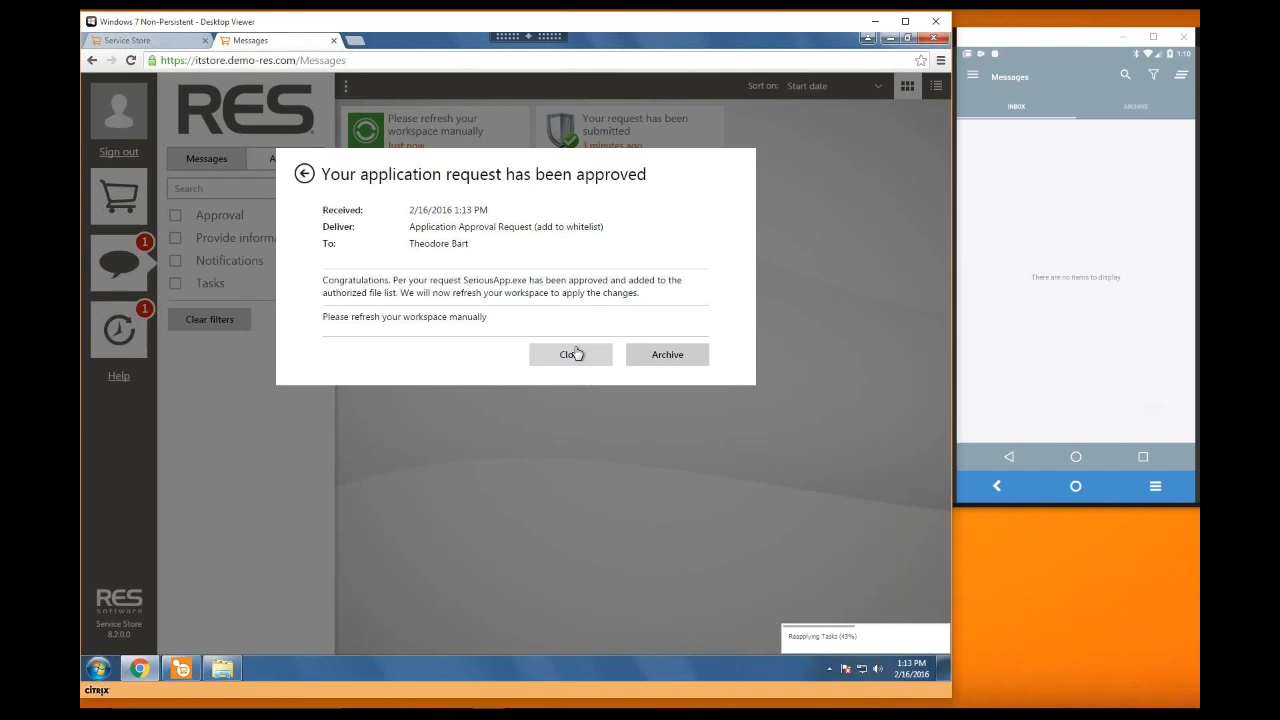 Windows 7 Non-Persistent - Desktop Viewer
Service Store
Messages
https://itstore.demo-res.com/Messages
Sign out
RES
Messages
A
Search
Approval
Provide informa
Notifications
Tasks
Clear filters
1
1
Help
RES
software
Service Store
8.2.0.0
Sort on: Start date
Please refresh your
workspace manually
Just now
Your request has been
submitted
3 minutes ago
Your application request has been approved
Received: 2/16/2016 1:13 PM
Deliver: Application Approval Request (add to whitelist)
To: Theodore Bart
Congratulations. Per your request SeriousApp.exe has been approved and added to the
authorized file list. We will now refresh your workspace to apply the changes.
Please refresh your workspace manually
Clo
Archive
Reapplying Tasks (43%)
1:13 PM
2/16/2016
CITRIX
1:10
Messages
INBOX
ARCHIVE
There are no items to display